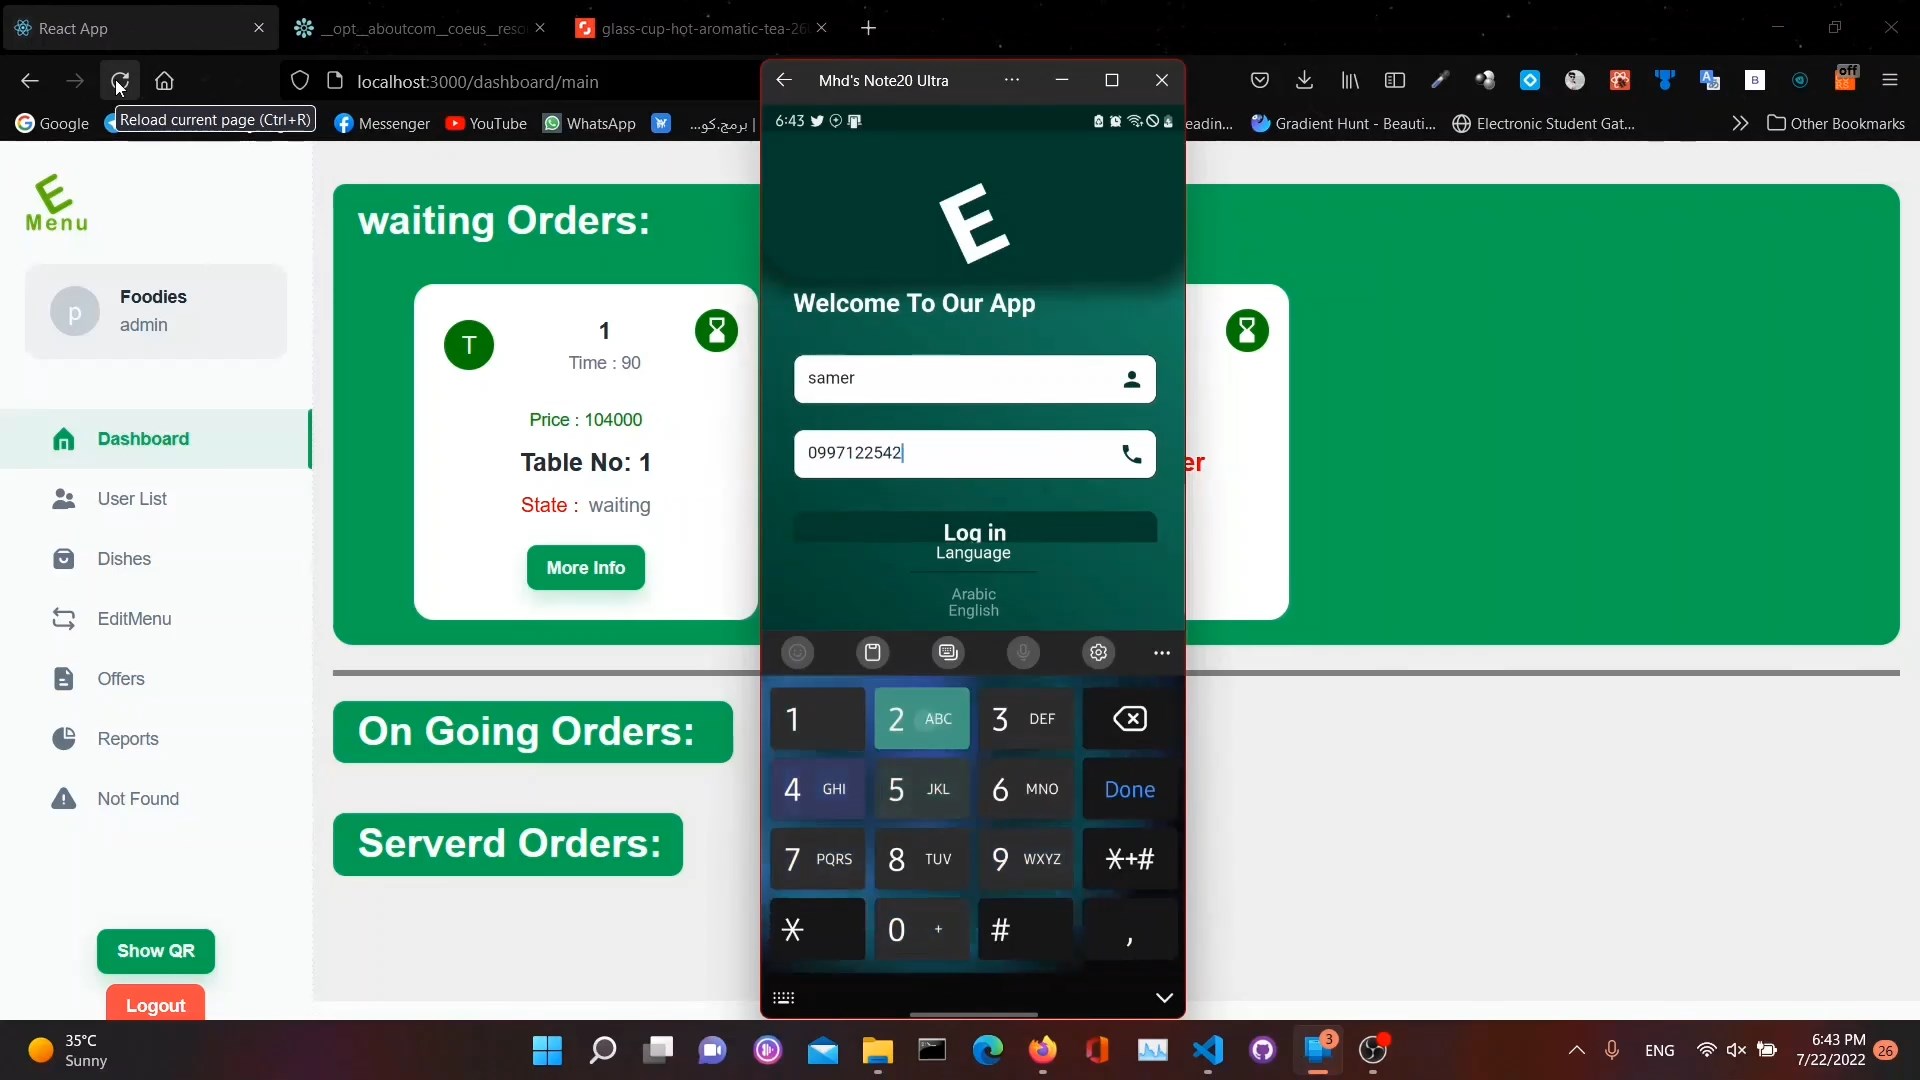 React App
__opt__aboutcom__coeus__reso
glass-cup-hot-aromatic-tea-26
localhost:3000/dashboard/main
Reload current page (Ctrl+R)
Google
Messenger
YouTube
WhatsApp
برمج.كو...
eadin...
Gradient Hunt - Beauti...
Electronic Student Gat...
Other Bookmarks
off
Mhd's Note20 Ultra
6:43
E
Menu
Foodies
admin
p
Dashboard
User List
Dishes
EditMenu
Offers
Reports
Not Found
Show QR
Logout
waiting Orders:
T
1
Time : 90
Price : 104000
Table No: 1
State : waiting
More Info
er
On Going Orders:
Serverd Orders:
E
Welcome To Our App
samer
0997122542
Log in
Language
Arabic
English
1
2 ABC
3 DEF
4 GHI
5 JKL
6 MNO
Done
7 PQRS
8 TUV
9 WXYZ
*+#
*
0 +
#
,
35°C
Sunny
3
ENG
6:43 PM
7/22/2022
26